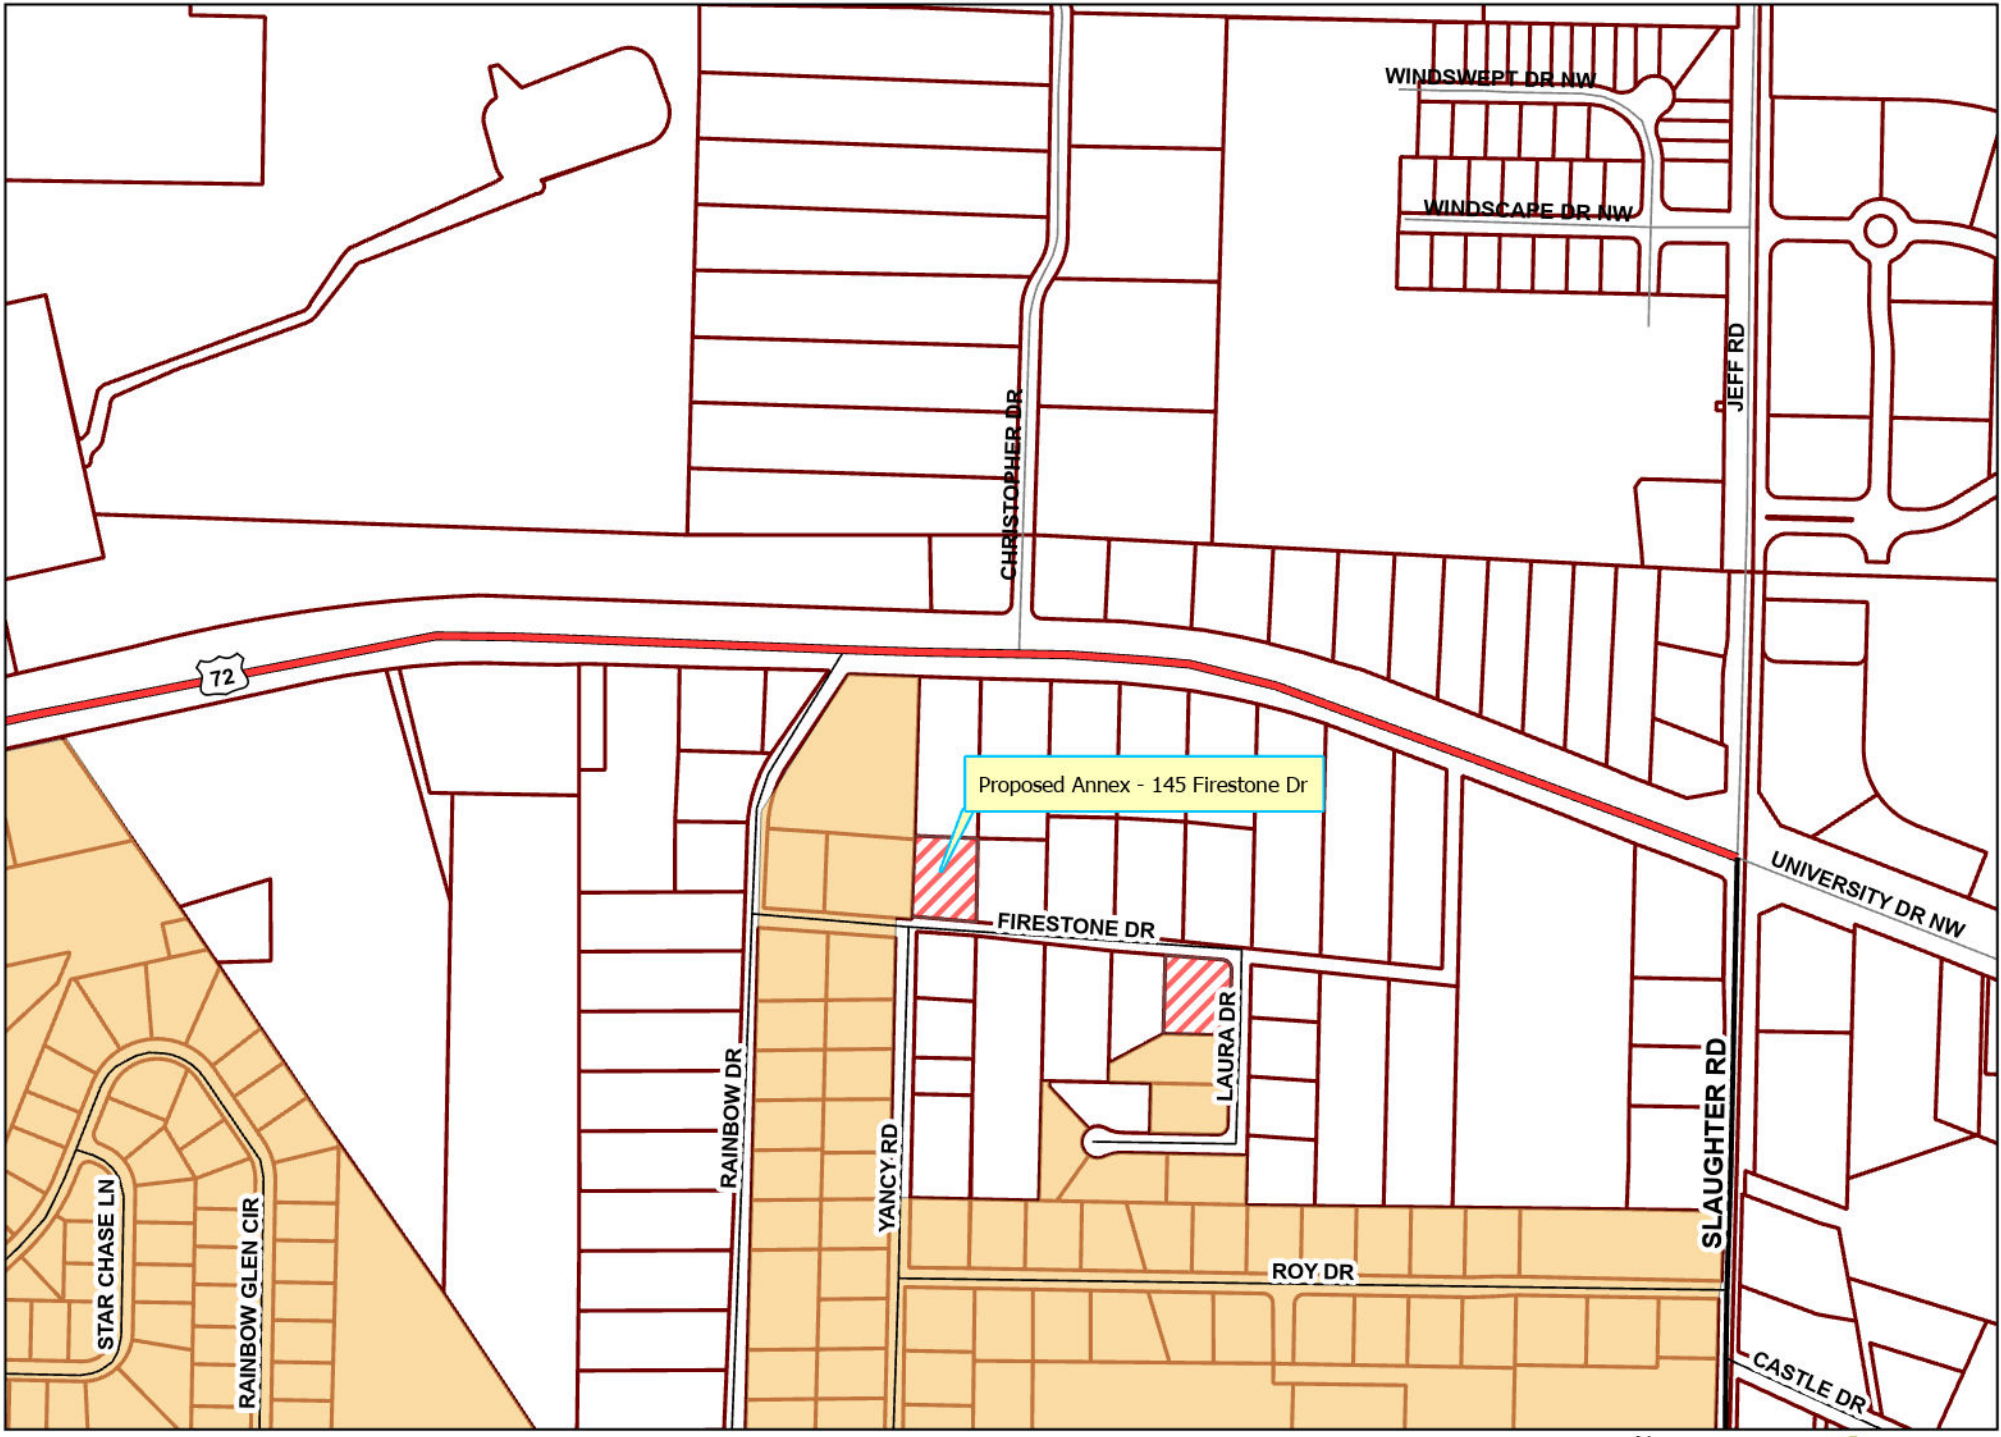 WINDSWEPT DR NW
WINDSCAPE DR NW
JEFF RD
CHRISTOPHER DR
72
Proposed Annex - 145 Firestone Dr
UNIVERSITY DR NW
FIRESTONE DR
LAURA DR
RAINBOW DR
YANCY RD
SLAUGHTER RD
STAR CHASE LN
RAINBOW GLEN CIR
ROY DR
CASTLE DR